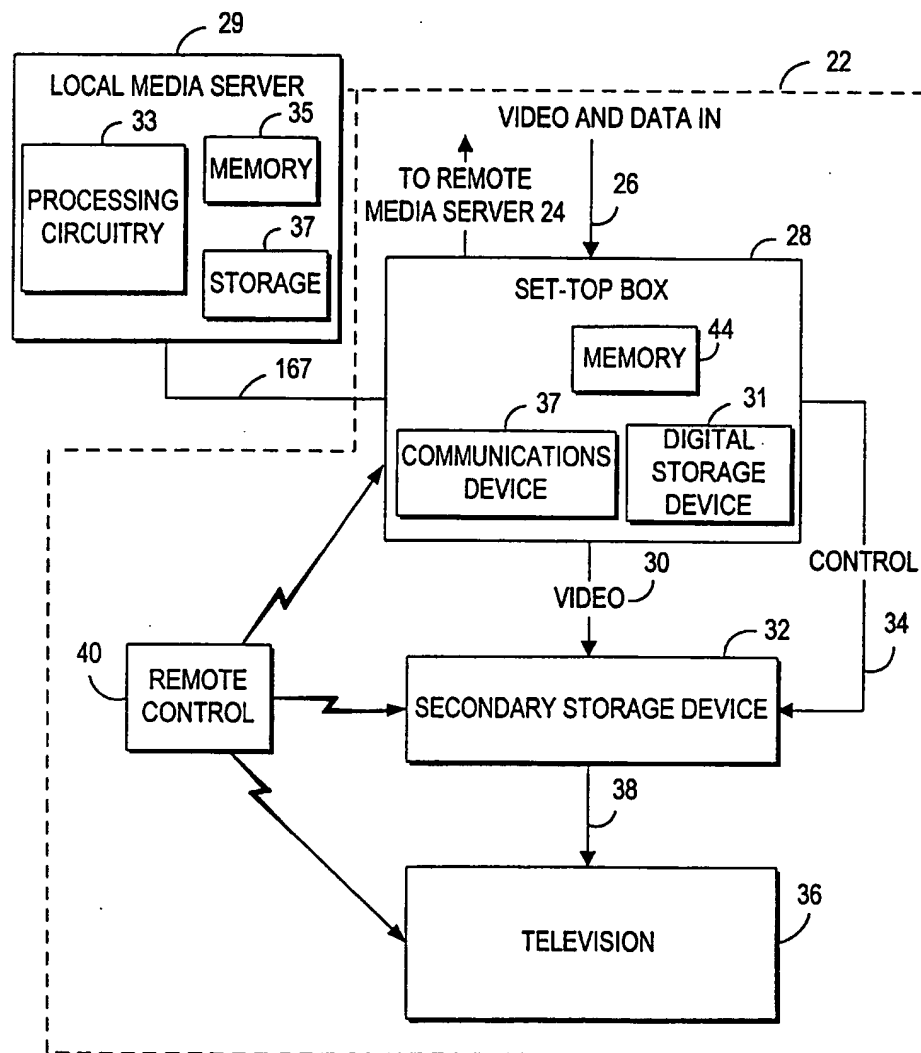 29
LOCAL MEDIA SERVER
33
35
PROCESSING
CIRCUITRY
MEMORY
37
STORAGE
22
VIDEO AND DATA IN
TO REMOTE
MEDIA SERVER 24
26
28
SET-TOP BOX
44
MEMORY
167
37
COMMUNICATIONS
DEVICE
31
DIGITAL
STORAGE
DEVICE
VIDEO
30
CONTROL
34
32
SECONDARY STORAGE DEVICE
40
REMOTE
CONTROL
38
TELEVISION
36